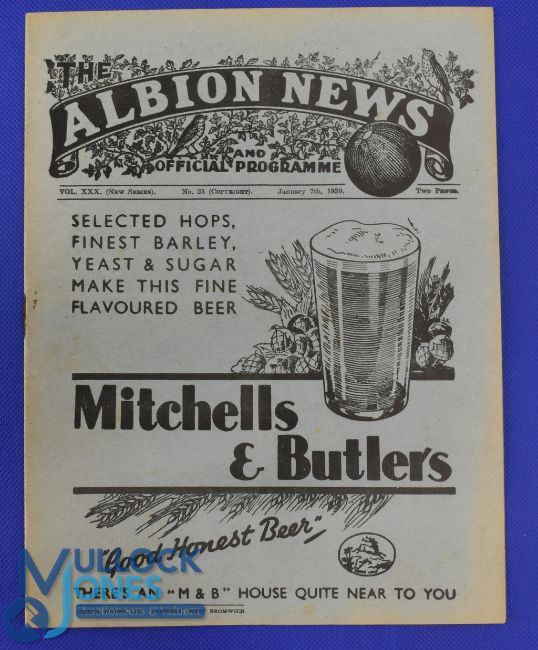 THE
ALBION NEWS
AND
OFFICIAL PROGRAMME
VOL. XXX. (NEW SERIES). No. 25 (COPYRIGHT). January 7th, 1939. TWO PENCE.
SELECTED HOPS,
FINEST BARLEY,
YEAST & SUGAR
MAKE THIS FINE
FLAVOURED BEER
Mitchells
& Butlers
"Good Honest Beer"
THERE'S AN "M & B" HOUSE QUITE NEAR TO YOU
BROMWICH
MULLOCK
JONES